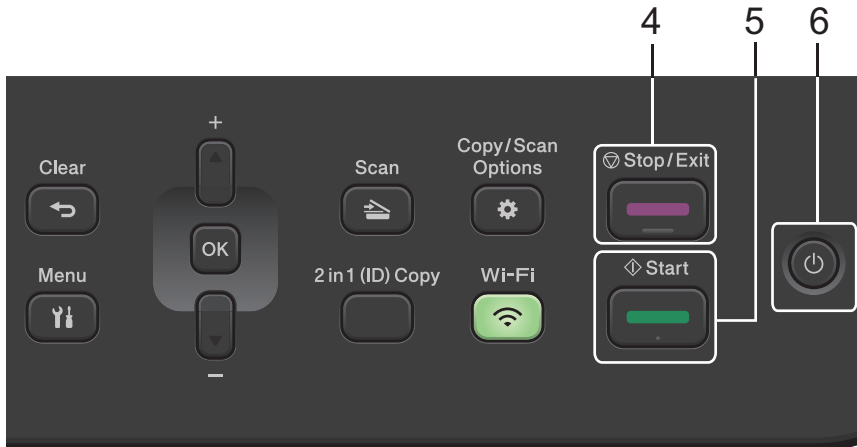 4 5 6
+
Clear
Scan
Copy/Scan
Options
Stop/Exit
OK
Menu
2 in 1 (ID) Copy
Wi-Fi
Start
−